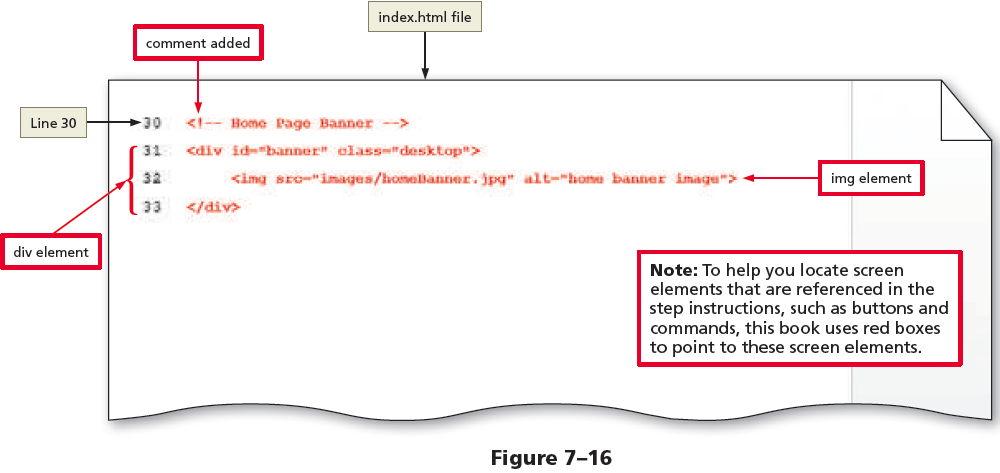 index.html file
comment added
Line 30
30 <!-- Home Page Banner -->
31 <div id="banner" class="desktop">
32 <img src="images/homeBanner.jpg" alt="home banner image">
img element
33 </div>
div element
Note: To help you locate screen
elements that are referenced in the
step instructions, such as buttons and
commands, this book uses red boxes
to point to these screen elements.
Figure 7–16